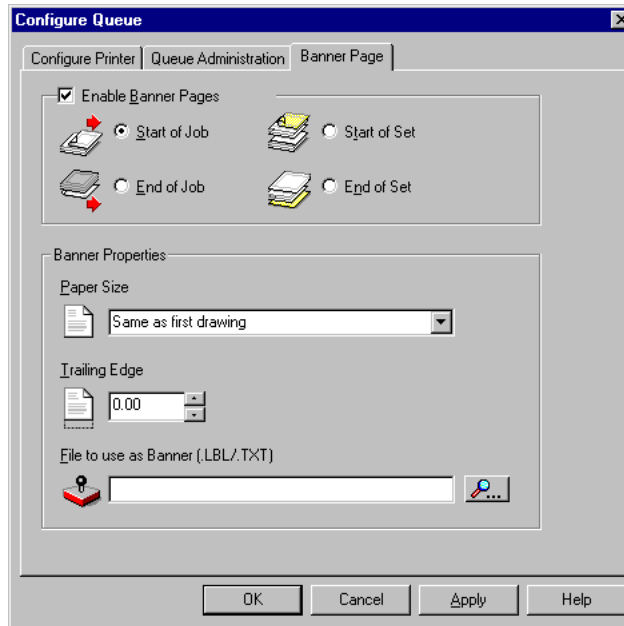 Configure Queue
Configure Printer Queue Administration Banner Page
Enable Banner Pages
Start of Job Start of Set
End of Job End of Set
Banner Properties
Paper Size
Same as first drawing
Trailing Edge
0.00
File to use as Banner (.LBL/.TXT)
...
OK Cancel Apply Help